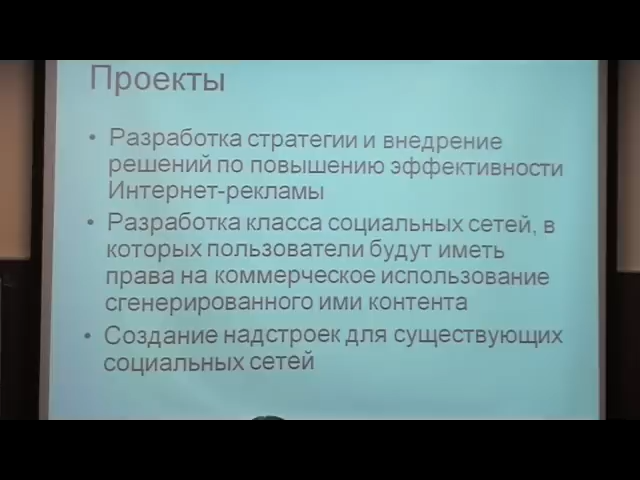 Проекты
• Разработка стратегии и внедрение
решений по повышению эффективности
Интернет-рекламы
• Разработка класса социальных сетей, в
которых пользователи будут иметь
права на коммерческое использование
сгенерированного ими контента
• Создание надстроек для существующих
социальных сетей